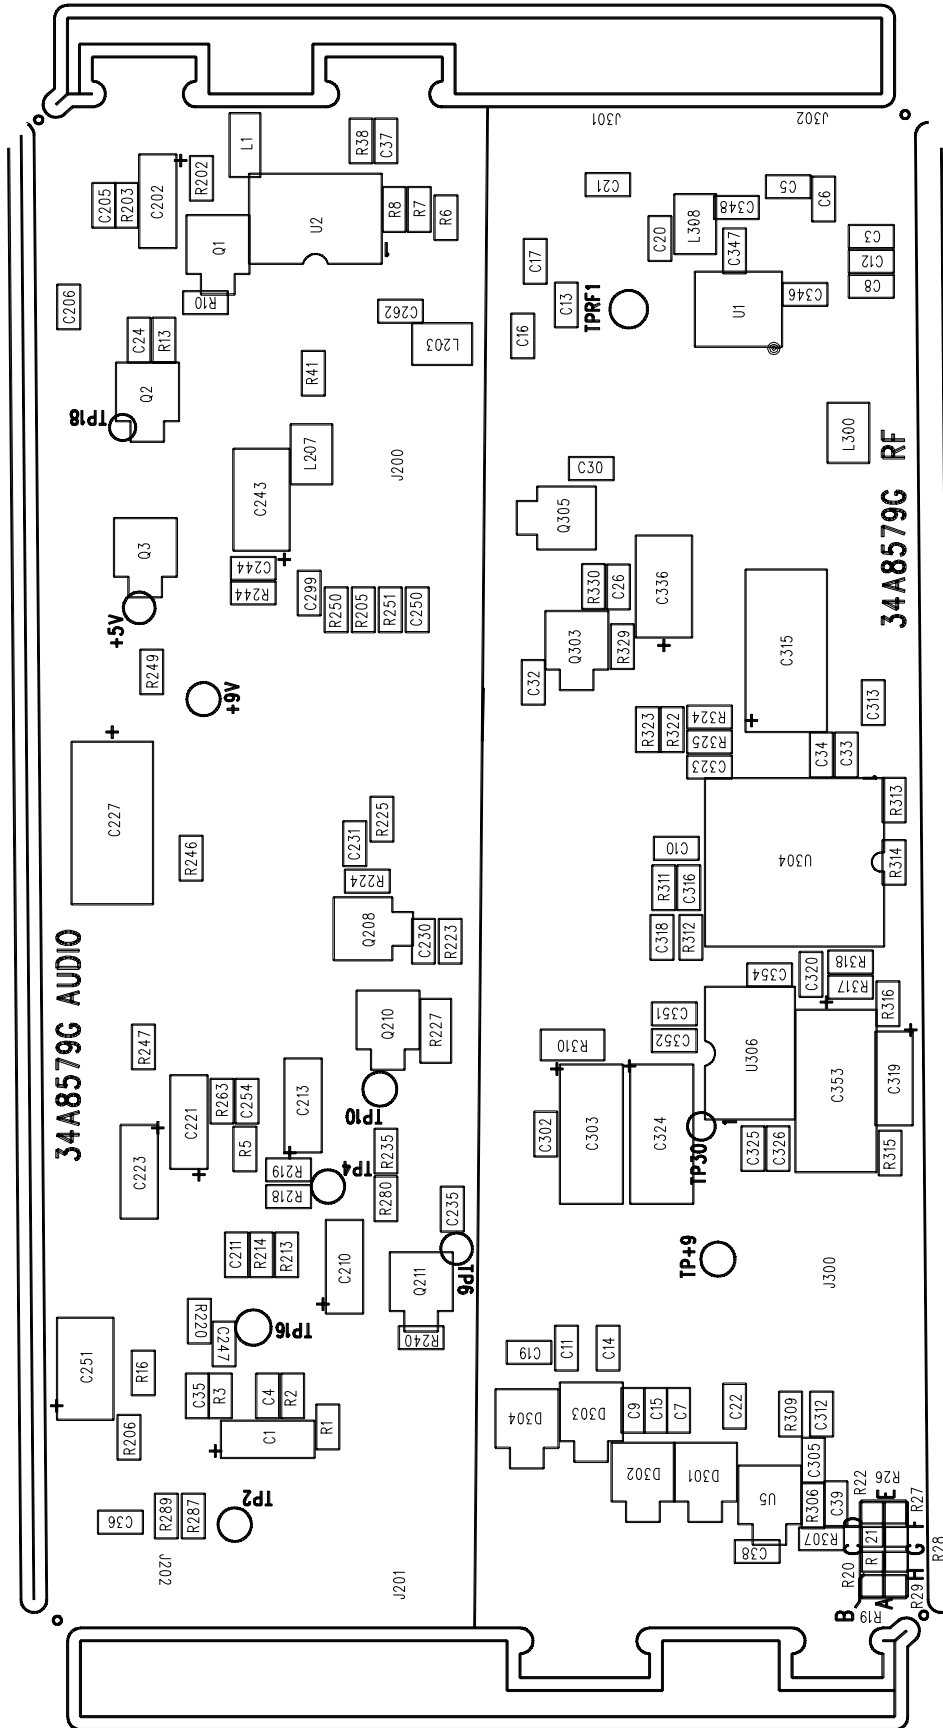 J301
J302
L1
R38
C37
C205
R203
C202
R202
Q1
U2
R8
R7
R6
C21
C5
C6
C348
L308
C20
C347
C3
C12
C8
C17
C13
TPRF1
U1
C346
C16
C206
R10
C262
L203
C24
R13
Q2
R41
TP18
L207
C243
J200
L300
34A8579G RF
C30
Q305
Q3
C244
R244
C299
R250
R205
R251
C250
+5V
R330
C26
C336
Q303
R329
C32
C315
R249
+9V
C313
R323
R322
R324
R325
C323
C34
C33
C227
R246
C231
R225
R224
Q208
C230
R223
C10
R311
C316
C318
R312
U304
R313
R314
34A8579G AUDIO
C354
C320
R318
R317
R316
Q210
R227
R247
R310
C351
C352
U306
C353
C319
C221
R263
C254
C213
TP10
C223
R5
R219
R218
TP4
R235
R280
C302
C303
C324
TP30
C325
C326
R315
C235
C211
R214
R213
C210
Q211
TP6
TP+9
J300
R220
C247
TP16
R240
C19
C11
C14
C251
R16
C35
R3
C4
R2
R206
C1
R1
D304
D303
C9
C15
C7
C22
R309
C312
D302
D301
U5
C305
R306
C39
R307
C38
R22
R26
E
D
C
F
G
R27
R28
R
21
R20
H
B
A
R29
R19
C36
R289
R287
TP2
J202
J201